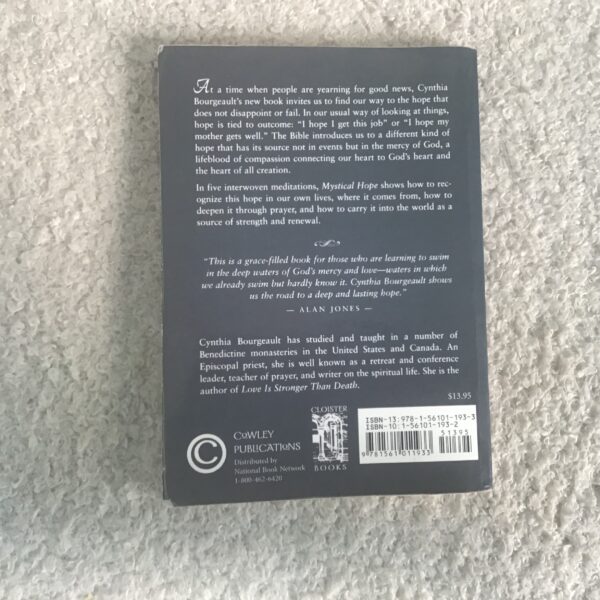 At a time when people are yearning for good news, Cynthia
Bourgeault's new book invites us to find our way to the hope that
does not disappoint or fail. In our usual way of looking at things,
hope is tied to outcome: "I hope I get this job" or "I hope my
mother gets well." The Bible introduces us to a different kind of
hope that has its source not in events but in the mercy of God, a
lifeblood of compassion connecting our heart to God's heart and
the heart of all creation.
In five interwoven meditations, Mystical Hope shows how to rec-
ognize this hope in our own lives, where it comes from, how to
deepen it through prayer, and how to carry it into the world as a
source of strength and renewal.
"This is a grace-filled book for those who are learning to swim
in the deep waters of God's mercy and love—waters in which
we already swim but hardly know it. Cynthia Bourgeault shows
us the road to a deep and lasting hope."
— ALAN JONES —
Cynthia Bourgeault has studied and taught in a number of
Benedictine monasteries in the United States and Canada. An
Episcopal priest, she is well known as a retreat and conference
leader, teacher of prayer, and writer on the spiritual life. She is the
author of Love Is Stronger Than Death.
$13.95
C
COWLEY
PUBLICATIONS
Distributed by
National Book Network
1-800-462-6420
CLOISTER
BOOKS
ISBN-13: 978-1-56101-193-3
ISBN-10: 1-56101-193-2
51395
9781561011933